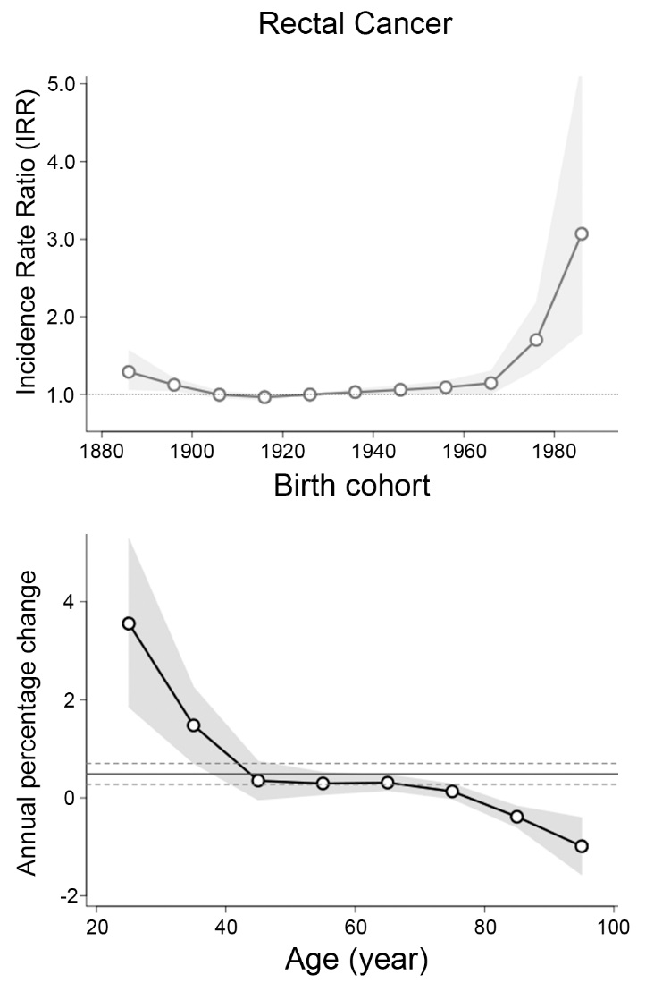 Rectal Cancer
Incidence Rate Ratio (IRR)
5.0
4.0
3.0
2.0
1.0
1880 1900 1920 1940 1960 1980
Birth cohort
Annual percentage change
4
2
0
-2
20 40 60 80 100
Age (year)